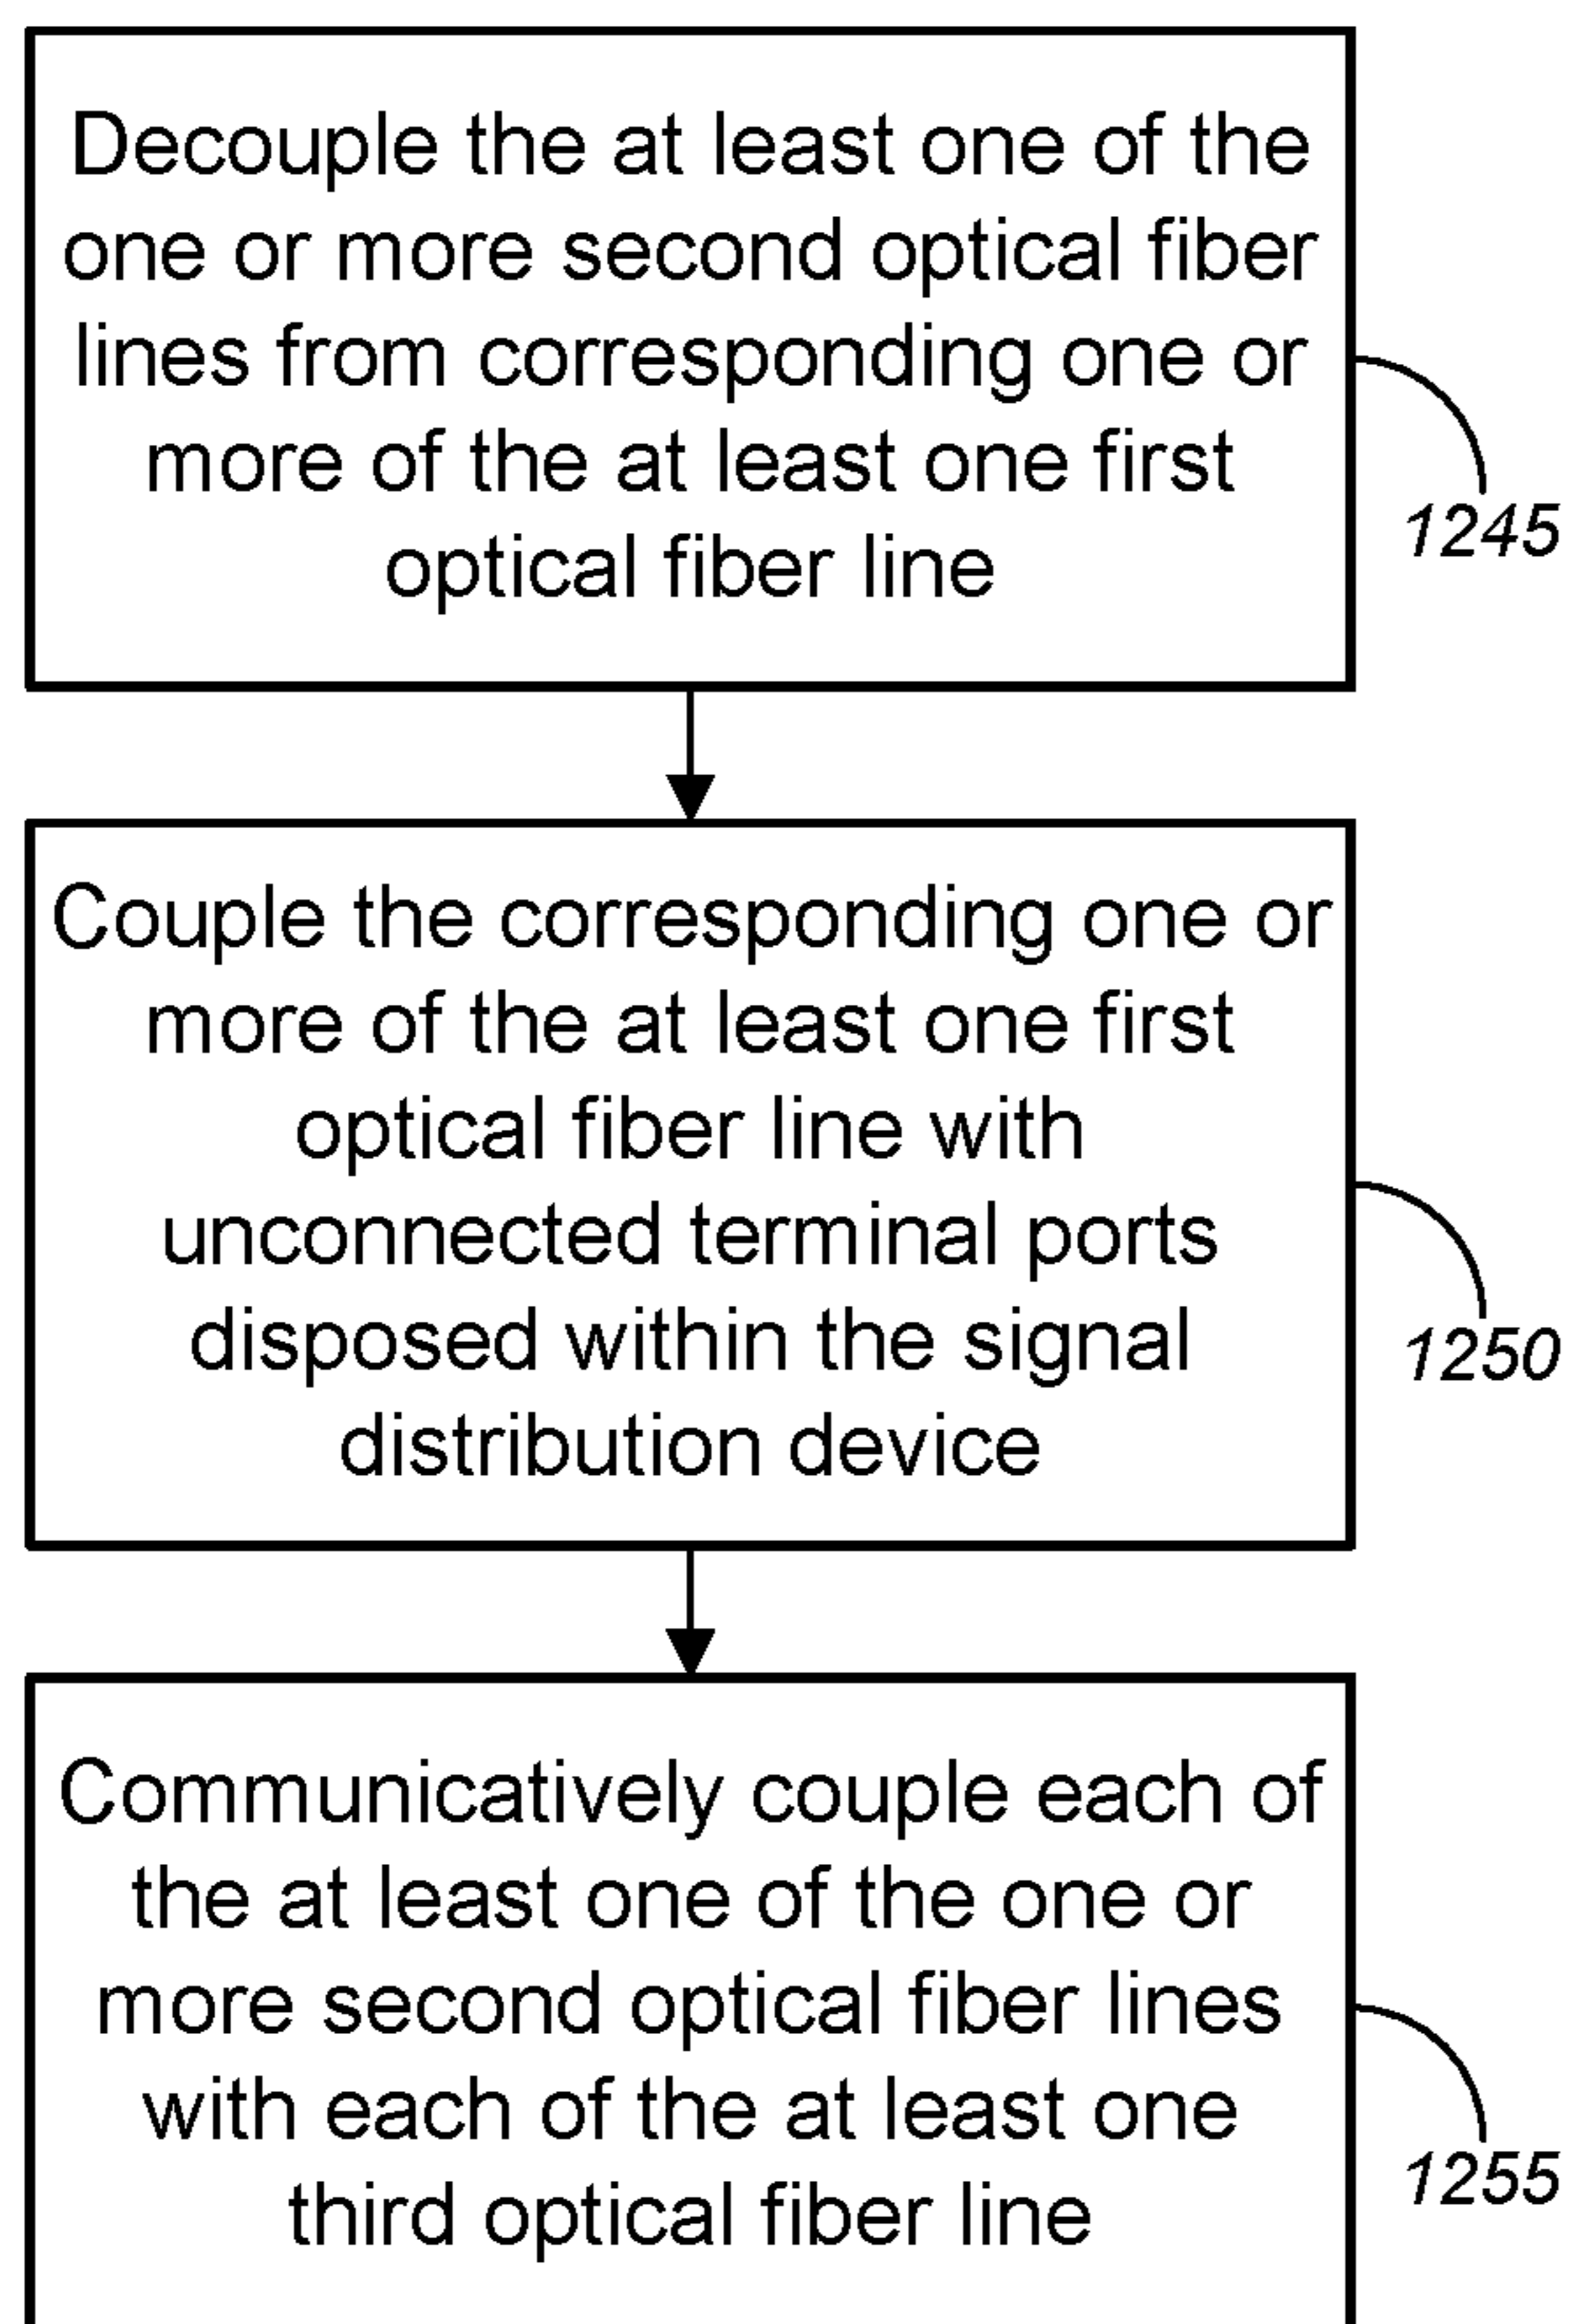 Decouple the at least one of the
one or more second optical fiber
lines from corresponding one or
more of the at least one first
optical fiber line
1245
Couple the corresponding one or
more of the at least one first
optical fiber line with
unconnected terminal ports
disposed within the signal
distribution device
1250
Communicatively couple each of
the at least one of the one or
more second optical fiber lines
with each of the at least one
third optical fiber line
1255